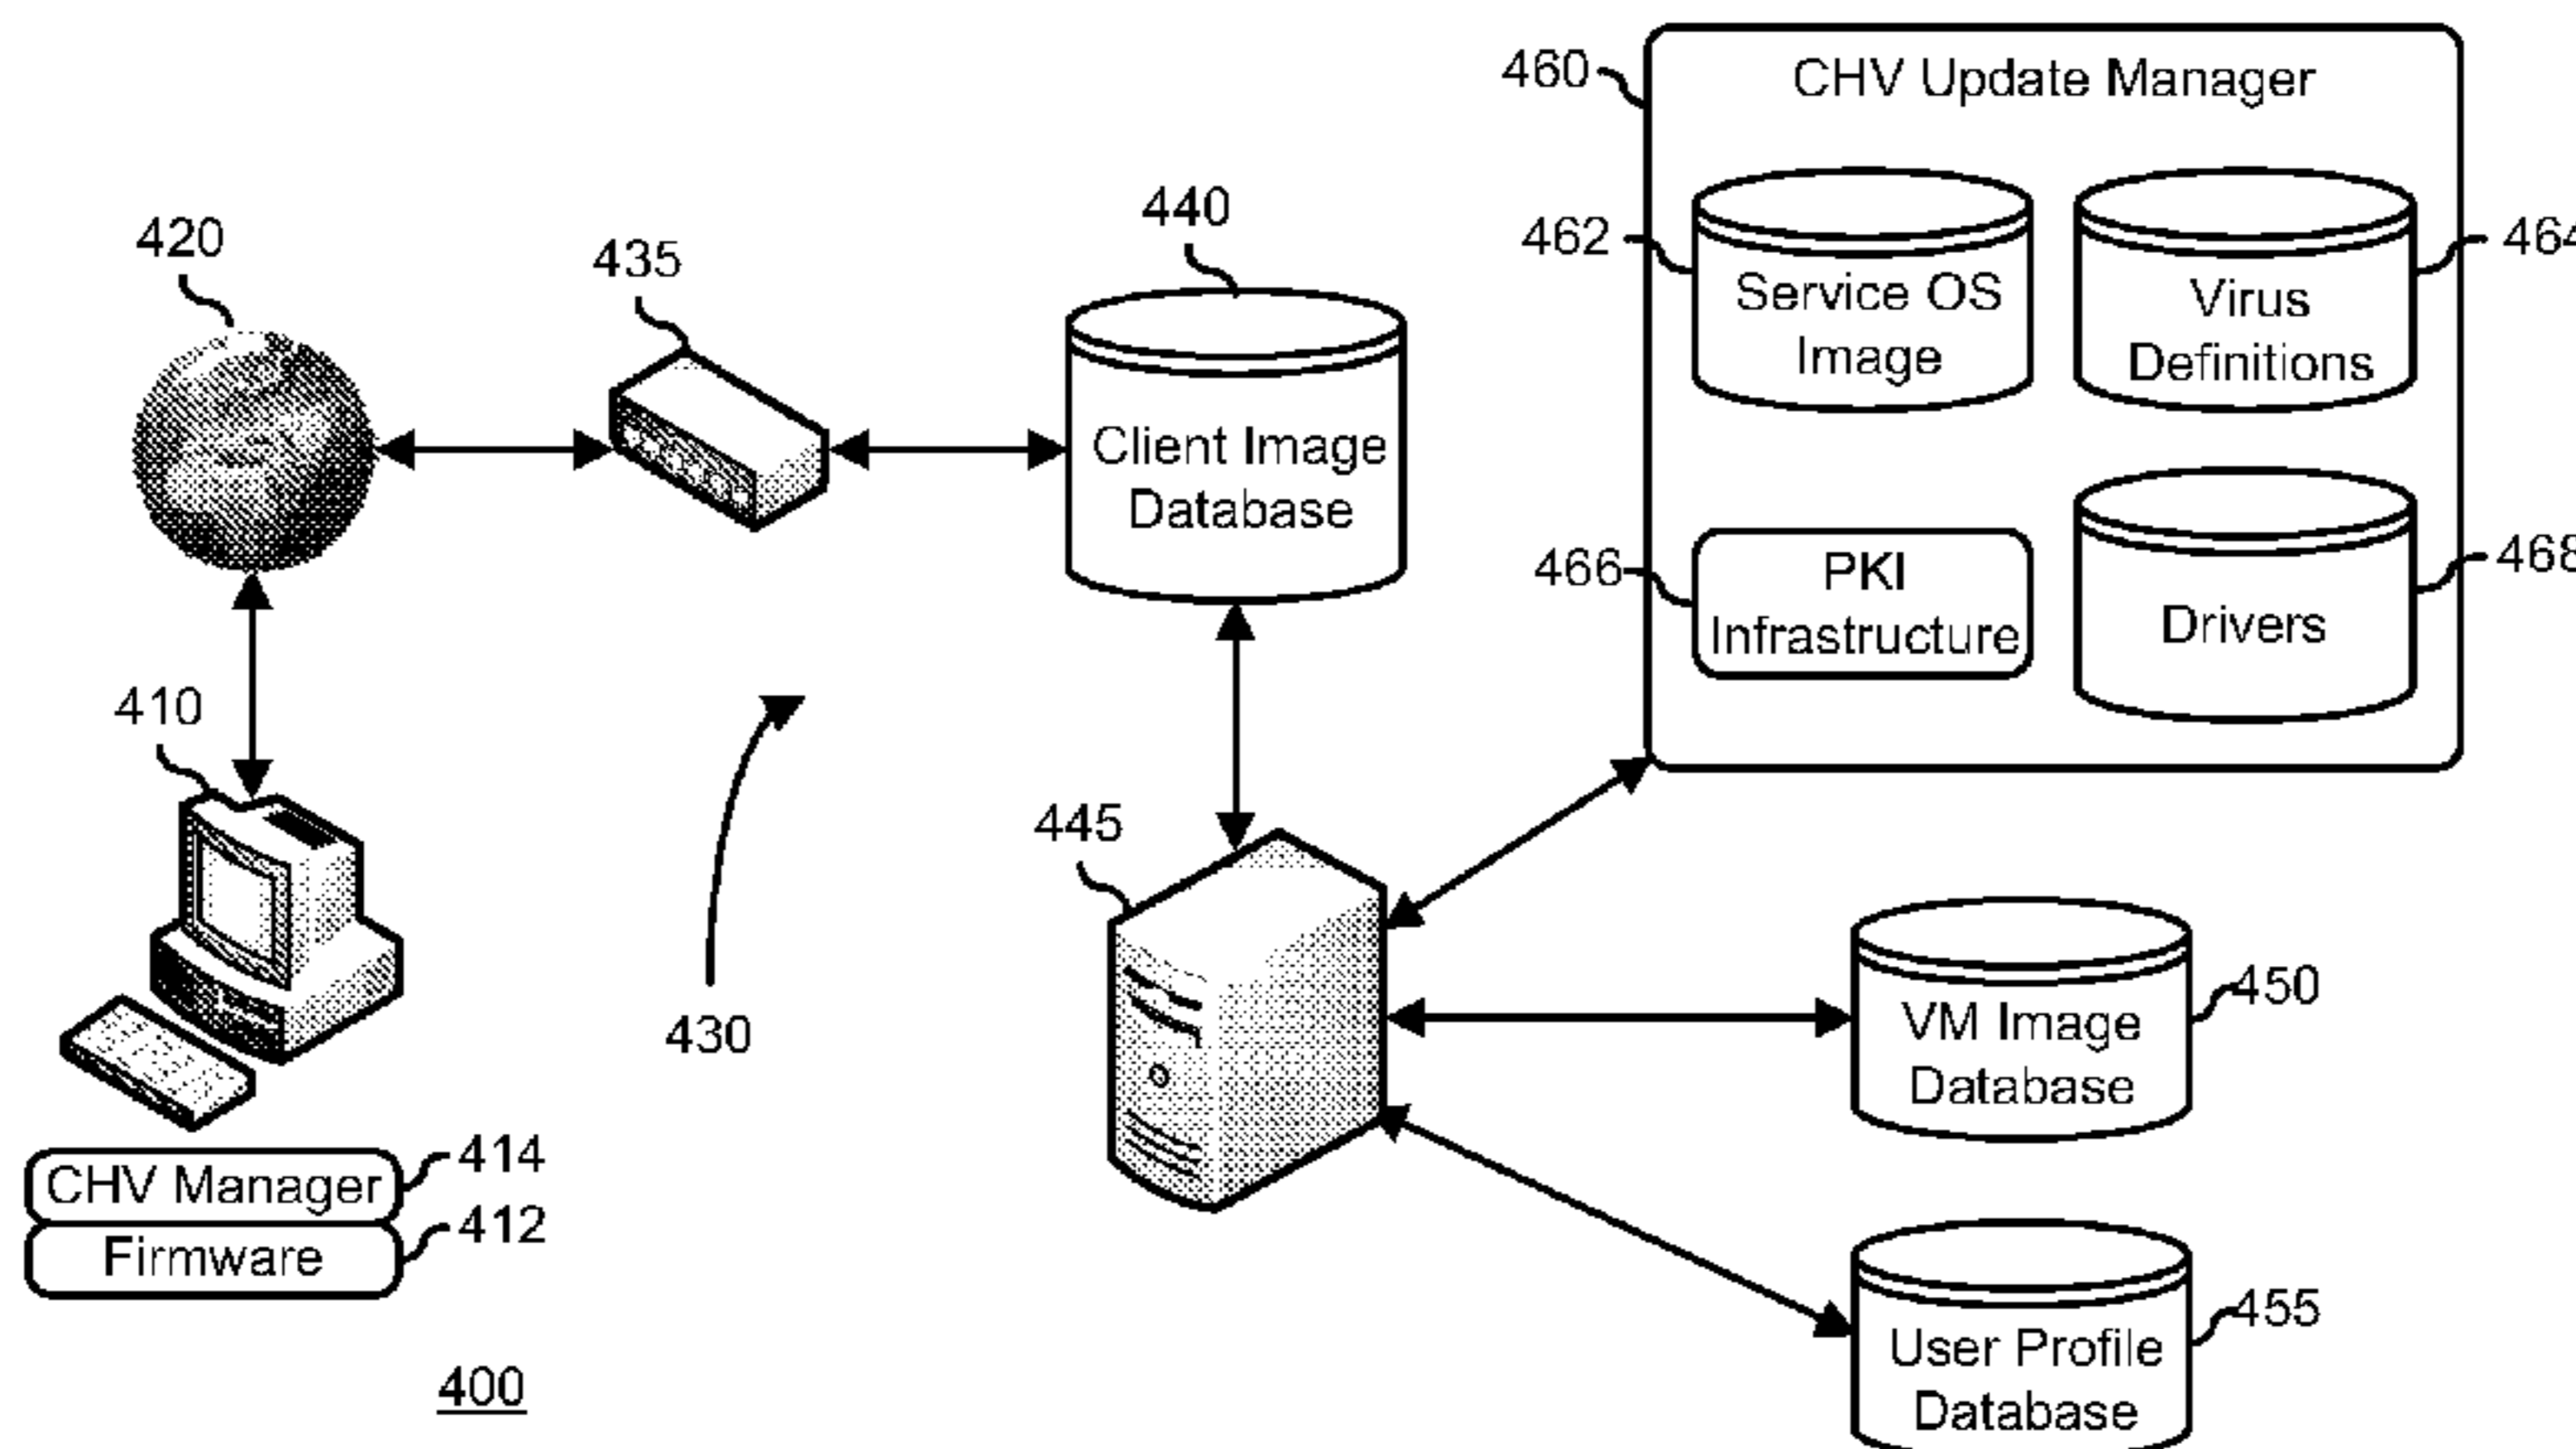 460
CHV Update Manager
440
420
435
462
464
Service OS
Image
Virus
Definitions
Client Image
Database
466
PKI
Infrastructure
468
Drivers
410
445
430
450
VM Image
Database
CHV Manager
414
Firmware
412
455
User Profile
Database
400